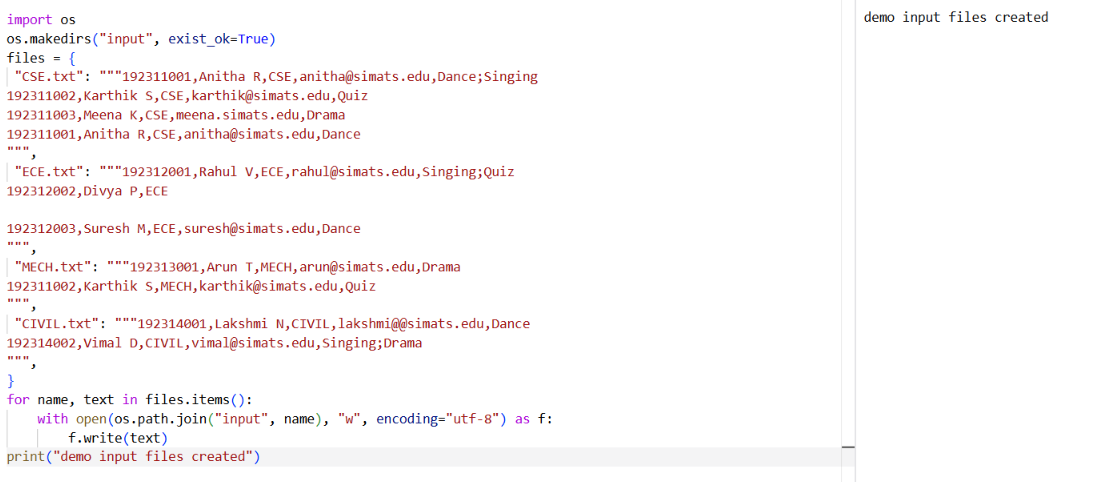 import os
os.makedirs("input", exist_ok=True)
files = {
 "CSE.txt": """192311001,Anitha R,CSE,anitha@simats.edu,Dance;Singing
192311002,Karthik S,CSE,karthik@simats.edu,Quiz
192311003,Meena K,CSE,meena.simats.edu,Drama
192311001,Anitha R,CSE,anitha@simats.edu,Dance
""",
 "ECE.txt": """192312001,Rahul V,ECE,rahul@simats.edu,Singing;Quiz
192312002,Divya P,ECE

192312003,Suresh M,ECE,suresh@simats.edu,Dance
""",
 "MECH.txt": """192313001,Arun T,MECH,arun@simats.edu,Drama
192311002,Karthik S,MECH,karthik@simats.edu,Quiz
""",
 "CIVIL.txt": """192314001,Lakshmi N,CIVIL,lakshmi@@simats.edu,Dance
192314002,Vimal D,CIVIL,vimal@simats.edu,Singing;Drama
""",
}
for name, text in files.items():
    with open(os.path.join("input", name), "w", encoding="utf-8") as f:
        f.write(text)
print("demo input files created")
demo input files created